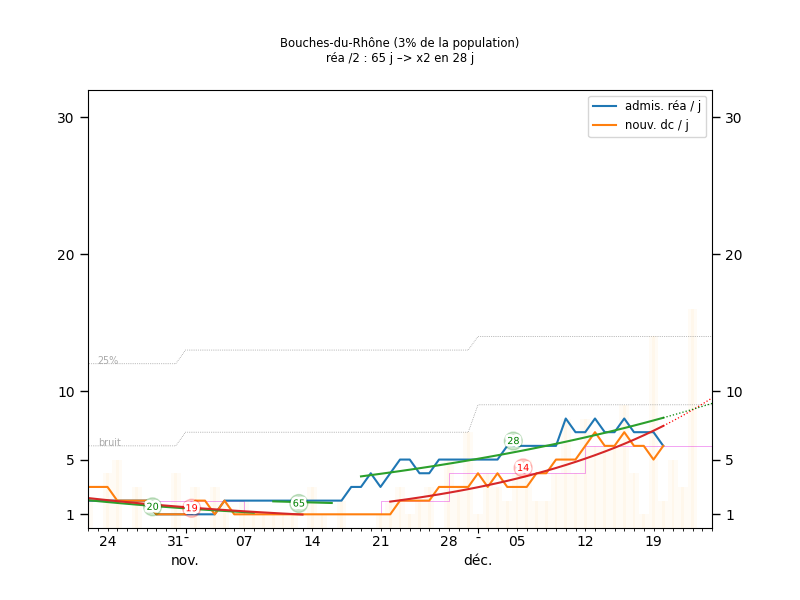 Bouches-du-Rhône (3% de la population)
réa /2 : 65 j –> x2 en 28 j
admis. réa / j
nouv. dc / j
30 30
20 20
25%
10 10
bruit
28
5 5
14
20 19 65
1 1
24 31 07 14 21 28 05 12 19
nov. déc.